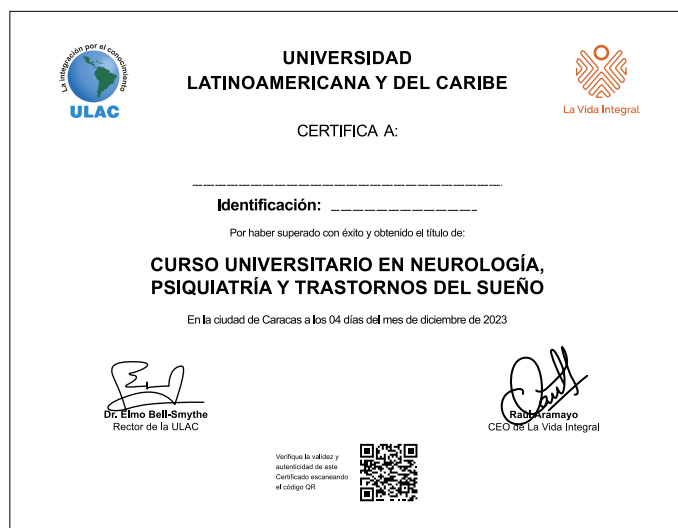 La integración por el conocimiento
ULAC
UNIVERSIDAD
LATINOAMERICANA Y DEL CARIBE
La Vida Integral
CERTIFICA A:
Identificación:
Por haber superado con éxito y obtenido el título de:
CURSO UNIVERSITARIO EN NEUROLOGÍA,
PSIQUIATRÍA Y TRASTORNOS DEL SUEÑO
En la ciudad de Caracas a los 04 días del mes de diciembre de 2023
Dr. Elmo Bell-Smythe
Rector de la ULAC
Raúl Aramayo
CEO de La Vida Integral
Verifique la validez y
autenticidad de este
Certificado escaneando
el código QR